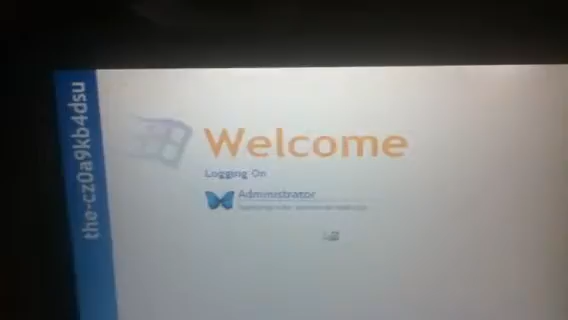 the-cz0a9kb4dsu
Welcome
Logging On
Administrator